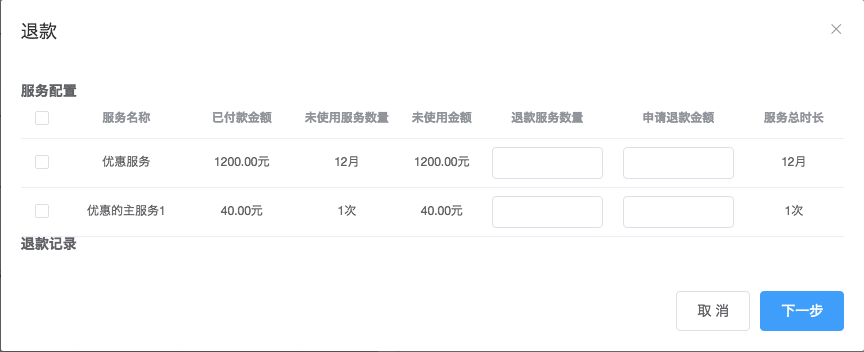 退款
服务配置
服务名称 已付款金额 未使用服务数量 未使用金额 退款服务数量 申请退款金额 服务总时长
优惠服务 1200.00元 12月 1200.00元 12月
优惠的主服务1 40.00元 1次 40.00元 1次
退款记录
取 消 下一步